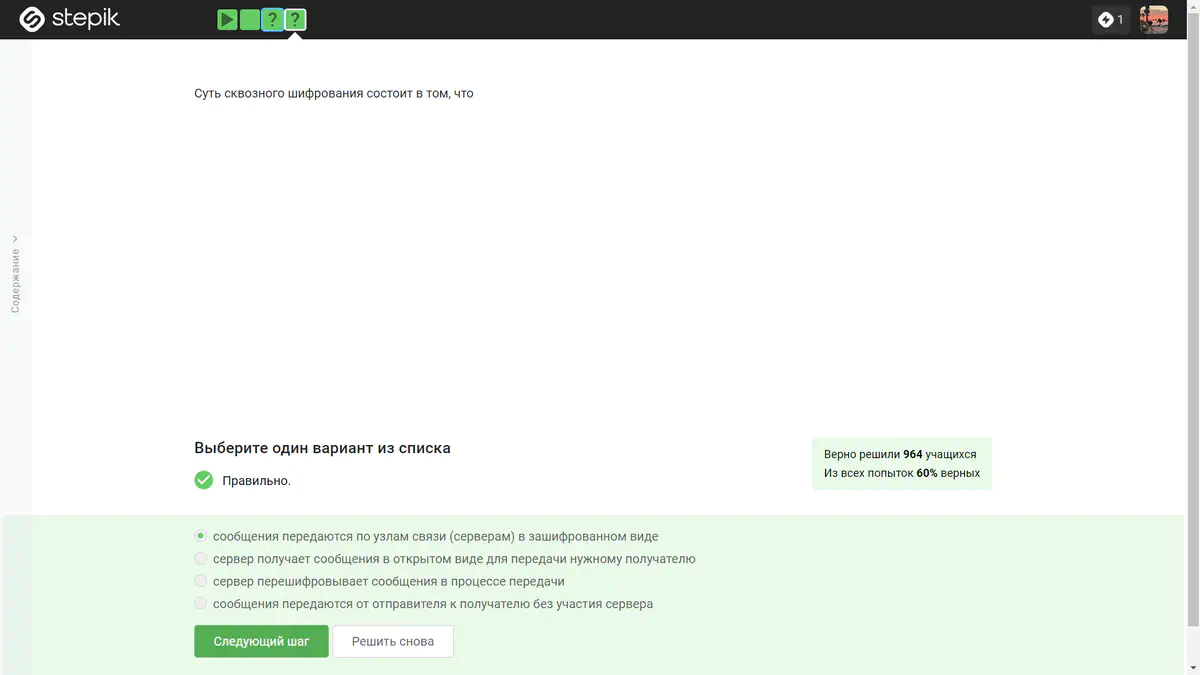 stepik
? ?
1
Суть сквозного шифрования состоит в том, что
Содержание
Выберите один вариант из списка
Правильно.
Верно решили 964 учащихся
Из всех попыток 60% верных
сообщения передаются по узлам связи (серверам) в зашифрованном виде
сервер получает сообщения в открытом виде для передачи нужному получателю
сервер перешифровывает сообщения в процессе передачи
сообщения передаются от отправителя к получателю без участия сервера
Следующий шаг Решить снова